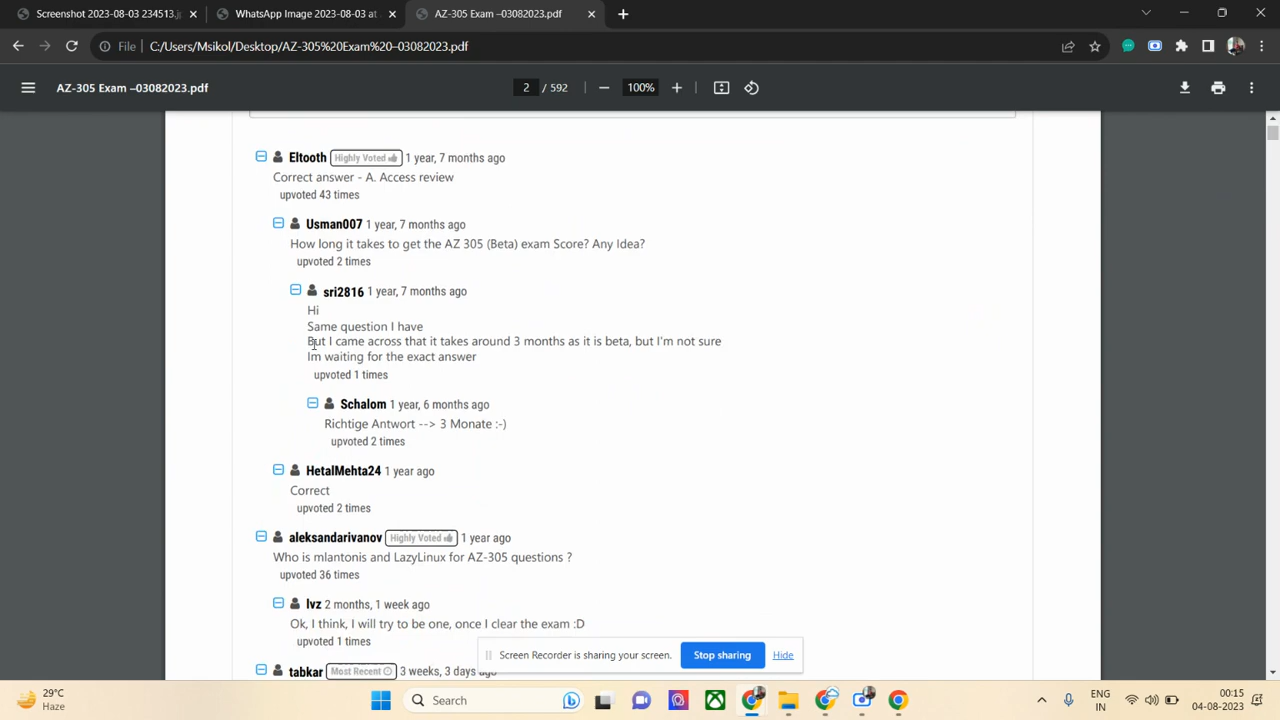 Screenshot 2023-08-03 234513.j
WhatsApp Image 2023-08-03 at
AZ-305 Exam –03082023.pdf
File C:/Users/Msikol/Desktop/AZ-305%20Exam%20-03082023.pdf
AZ-305 Exam –03082023.pdf
2 / 592
100%
Eltooth Highly Voted 1 year, 7 months ago
Correct answer - A. Access review
upvoted 43 times
Usman007 1 year, 7 months ago
How long it takes to get the AZ 305 (Beta) exam Score? Any Idea?
upvoted 2 times
sri2816 1 year, 7 months ago
Hi
Same question I have
But I came across that it takes around 3 months as it is beta, but I'm not sure
Im waiting for the exact answer
upvoted 1 times
Schalom 1 year, 6 months ago
Richtige Antwort --> 3 Monate :-)
upvoted 2 times
HetalMehta24 1 year ago
Correct
upvoted 2 times
aleksandarivanov Highly Voted 1 year ago
Who is mlantonis and LazyLinux for AZ-305 questions ?
upvoted 36 times
lvz 2 months, 1 week ago
Ok, I think, I will try to be one, once I clear the exam :D
upvoted 1 times
Screen Recorder is sharing your screen. Stop sharing Hide
tabkar Most Recent 3 weeks, 3 days ago
29°C
Haze
Search
ENG
IN
00:15
04-08-2023